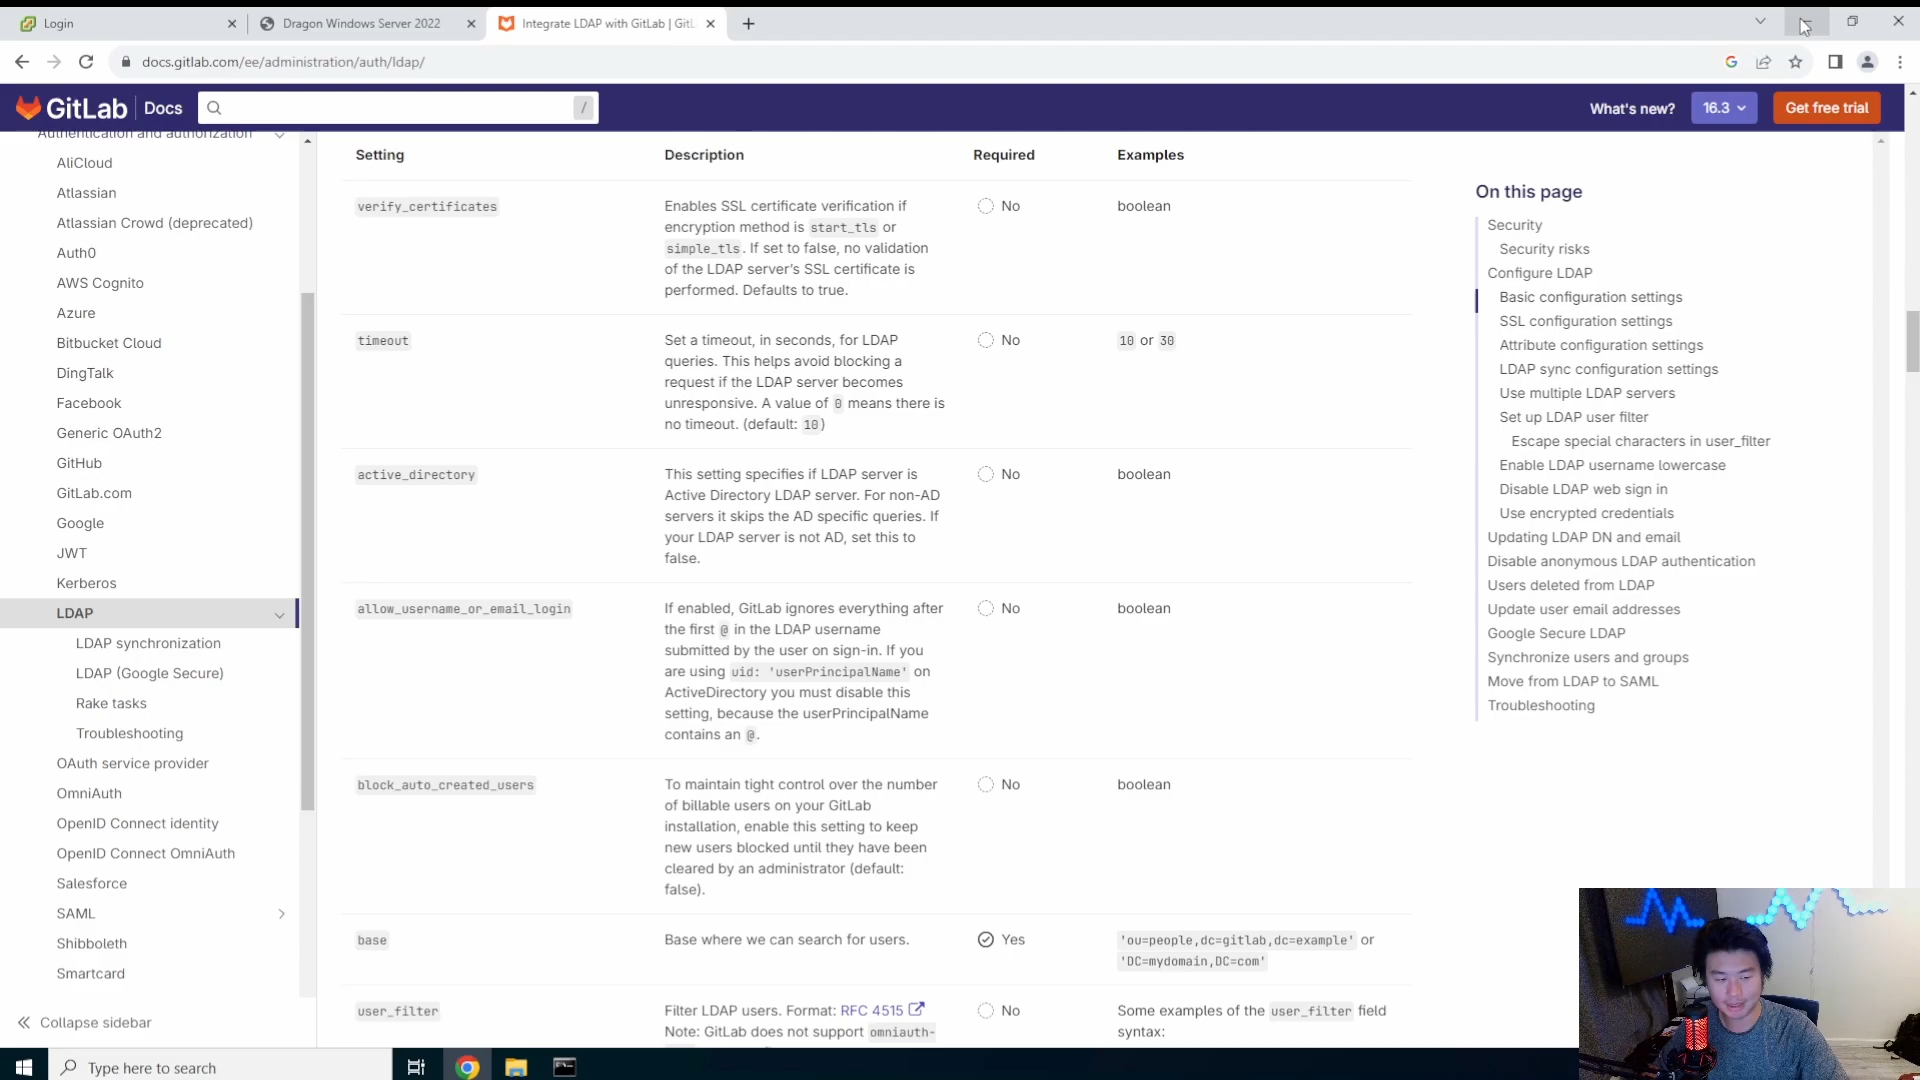 Login
Dragon Windows Server 2022
Integrate LDAP with GitLab | GitL
docs.gitlab.com/ee/administration/auth/ldap/
GitLab Docs
/
What's new?
16.3
Get free trial
Authentication and authorization
AliCloud
Atlassian
Atlassian Crowd (deprecated)
Auth0
AWS Cognito
Azure
Bitbucket Cloud
DingTalk
Facebook
Generic OAuth2
GitHub
GitLab.com
Google
JWT
Kerberos
LDAP
LDAP synchronization
LDAP (Google Secure)
Rake tasks
Troubleshooting
OAuth service provider
OmniAuth
OpenID Connect identity
OpenID Connect OmniAuth
Salesforce
SAML
Shibboleth
Smartcard
Collapse sidebar
Setting Description Required Examples
verify_certificates
Enables SSL certificate verification if
encryption method is start_tls or
simple_tls. If set to false, no validation
of the LDAP server's SSL certificate is
performed. Defaults to true.
No
boolean
timeout
Set a timeout, in seconds, for LDAP
queries. This helps avoid blocking a
request if the LDAP server becomes
unresponsive. A value of 0 means there is
no timeout. (default: 10)
No
10 or 30
active_directory
This setting specifies if LDAP server is
Active Directory LDAP server. For non-AD
servers it skips the AD specific queries. If
your LDAP server is not AD, set this to
false.
No
boolean
allow_username_or_email_login
If enabled, GitLab ignores everything after
the first @ in the LDAP username
submitted by the user on sign-in. If you
are using uid: 'userPrincipalName' on
ActiveDirectory you must disable this
setting, because the userPrincipalName
contains an @.
No
boolean
block_auto_created_users
To maintain tight control over the number
of billable users on your GitLab
installation, enable this setting to keep
new users blocked until they have been
cleared by an administrator (default:
false).
No
boolean
base
Base where we can search for users.
Yes
'ou=people,dc=gitlab,dc=example' or
'DC=mydomain,DC=com'
user_filter
Filter LDAP users. Format: RFC 4515
Note: GitLab does not support omniauth-
No
Some examples of the user_filter field
syntax:
On this page
Security
Security risks
Configure LDAP
Basic configuration settings
SSL configuration settings
Attribute configuration settings
LDAP sync configuration settings
Use multiple LDAP servers
Set up LDAP user filter
Escape special characters in user_filter
Enable LDAP username lowercase
Disable LDAP web sign in
Use encrypted credentials
Updating LDAP DN and email
Disable anonymous LDAP authentication
Users deleted from LDAP
Update user email addresses
Google Secure LDAP
Synchronize users and groups
Move from LDAP to SAML
Troubleshooting
Type here to search